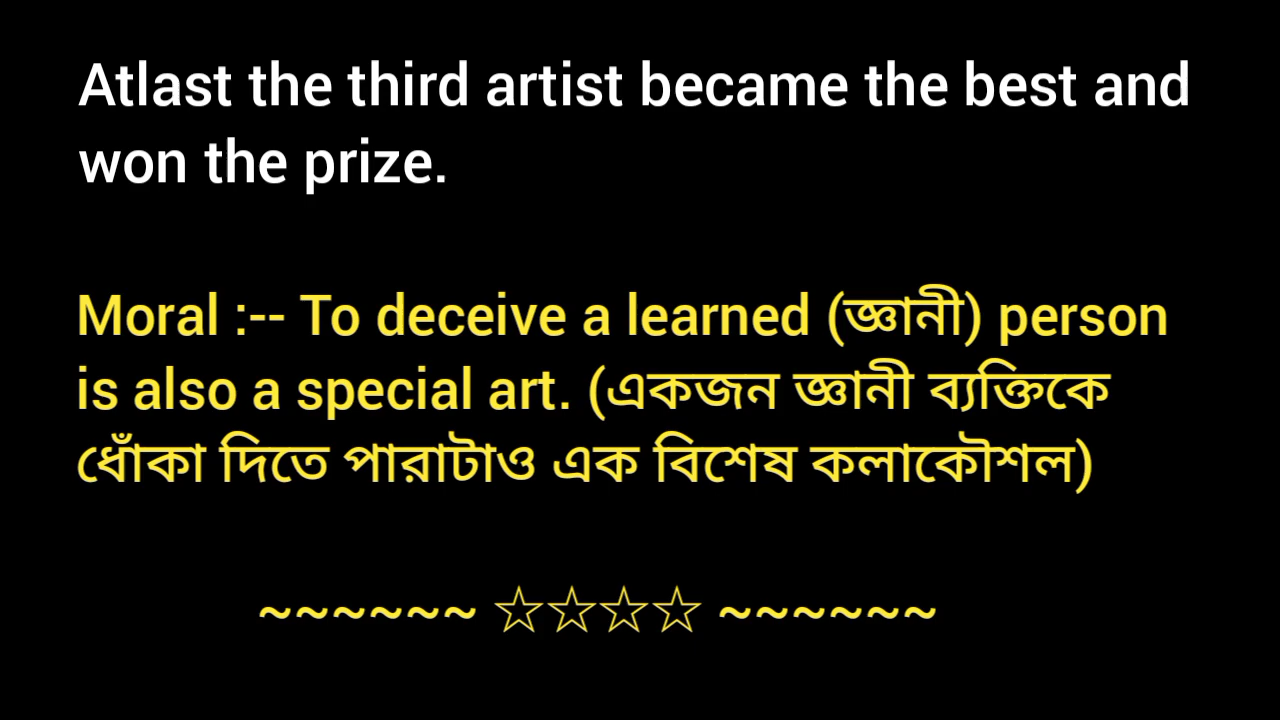 Atlast the third artist became the best and
won the prize.
Moral :-- To deceive a learned (জ্ঞানী) person
is also a special art. (একজন জ্ঞানী ব্যক্তিকে
ধোঁকা দিতে পারাটাও এক বিশেষ কলাকৌশল)
~~~~~~ ☆☆☆☆ ~~~~~~